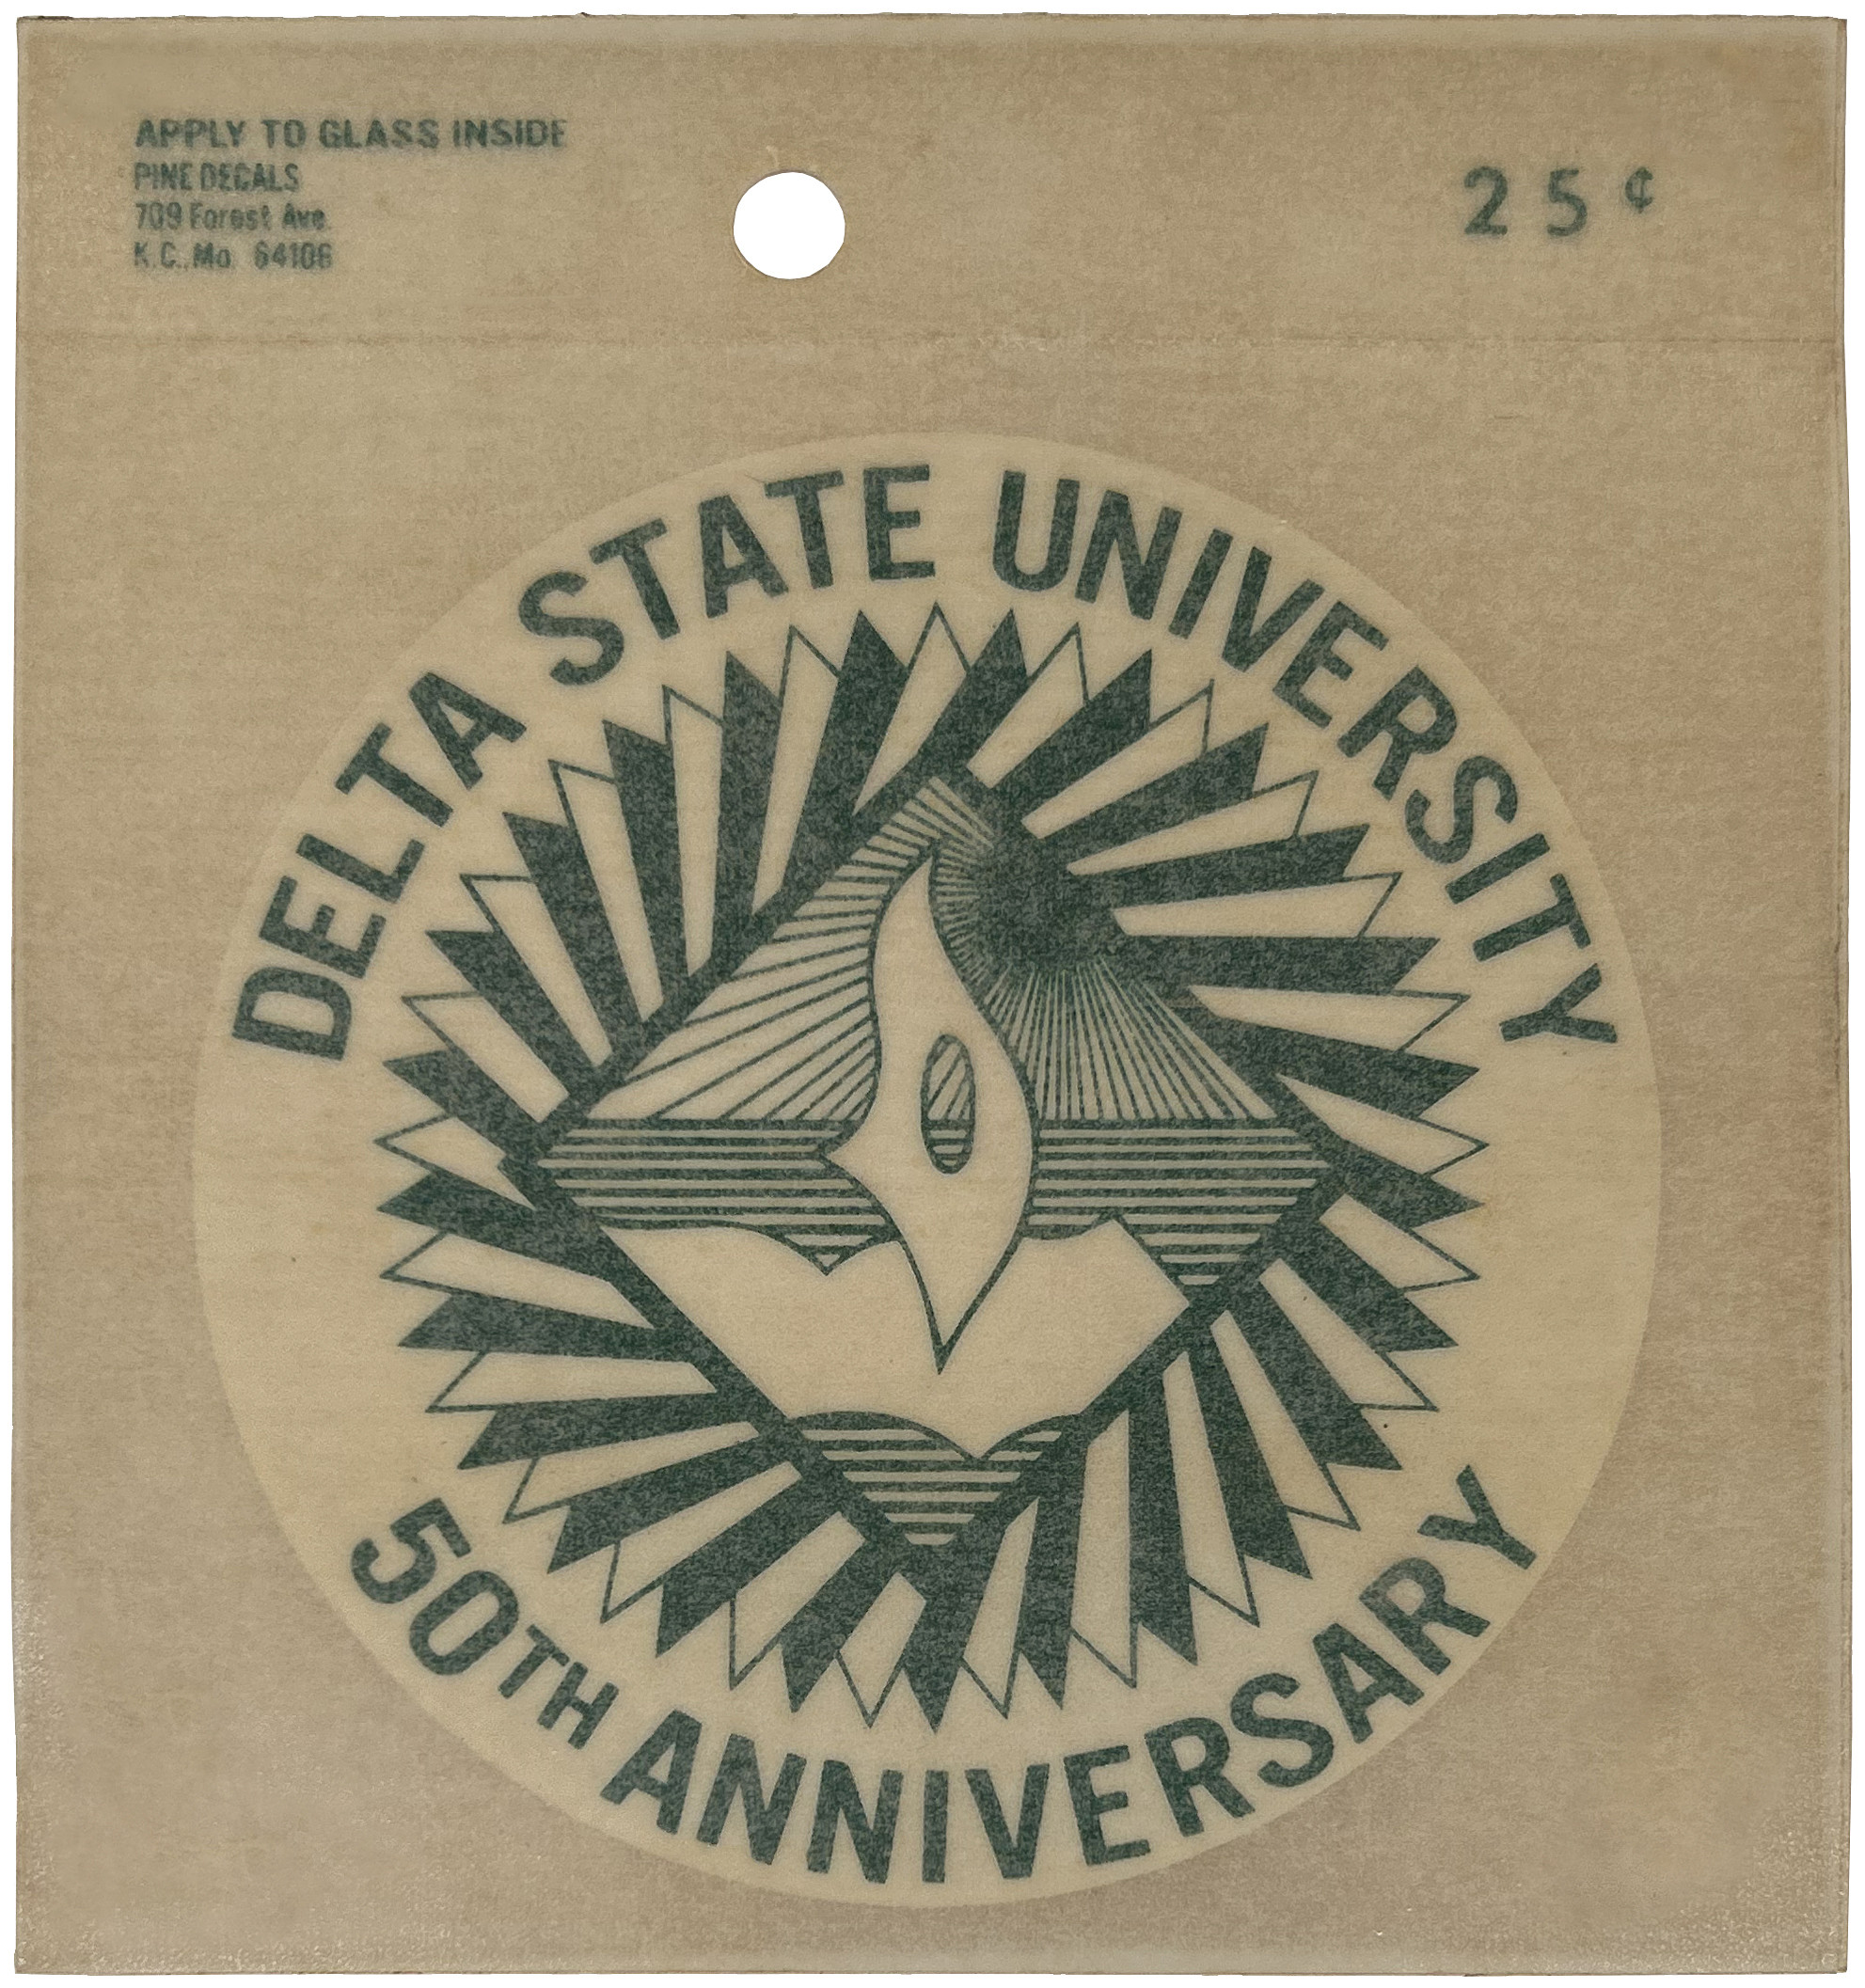 APPLY TO GLASS INSIDE
PINE DECALS
709 Forest Ave.
K.C., Mo. 64106
25¢
DELTA STATE UNIVERSITY
50TH ANNIVERSARY